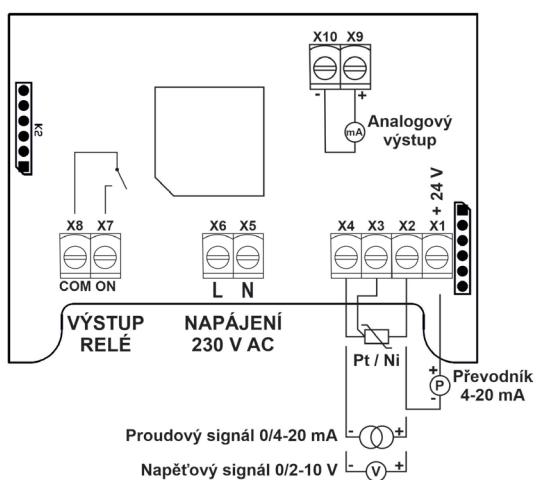 X10 X9
- +
mA
Analogový
výstup
K2
+ 24 V
X8 X7
X6 X5
X4 X3 X2 X1
COM ON
L N
VÝSTUP
RELÉ
NAPÁJENÍ
230 V AC
Pt / Ni
+
P
-
Převodník
4-20 mA
Proudový signál 0/4-20 mA
- +
Napěťový signál 0/2-10 V
- V +